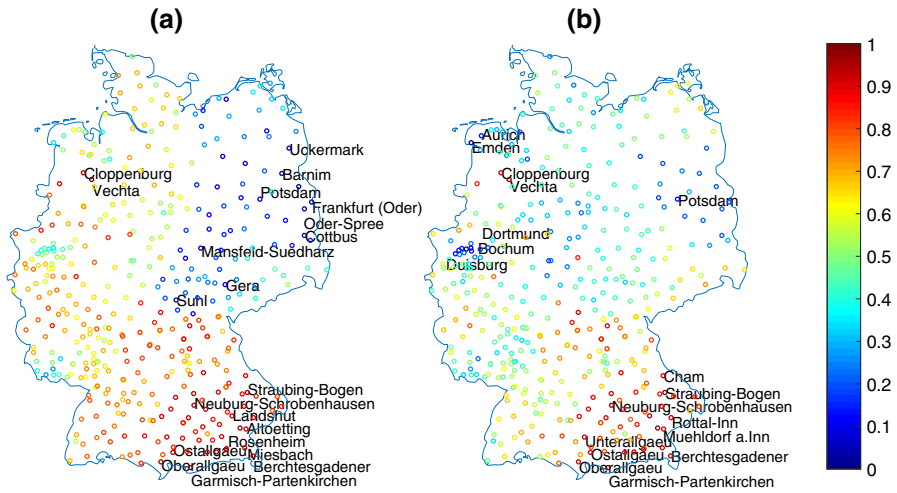 (a)
Uckermark
Cloppenburg
Barnim
Vechta
Potsdam
Frankfurt (Oder)
Oder-Spree
Cottbus
Mansfeld-Suedharz
Gera
Suhl
Straubing-Bogen
Neuburg-Schrobenhausen
Landshut
Altoetting
Rosenheim
Ostallgaeu
Miesbach
Oberallgaeu
Berchtesgadener
Garmisch-Partenkirchen
(b)
Aurich
Emden
Cloppenburg
Vechta
Potsdam
Dortmund
Bochum
Duisburg
Cham
Straubing-Bogen
Neuburg-Schrobenhausen
Rottal-Inn
Muehldorf a.Inn
Unterallgaeu
Ostallgaeu
Berchtesgadener
Oberallgaeu
Garmisch-Partenkirchen
1
0.9
0.8
0.7
0.6
0.5
0.4
0.3
0.2
0.1
0